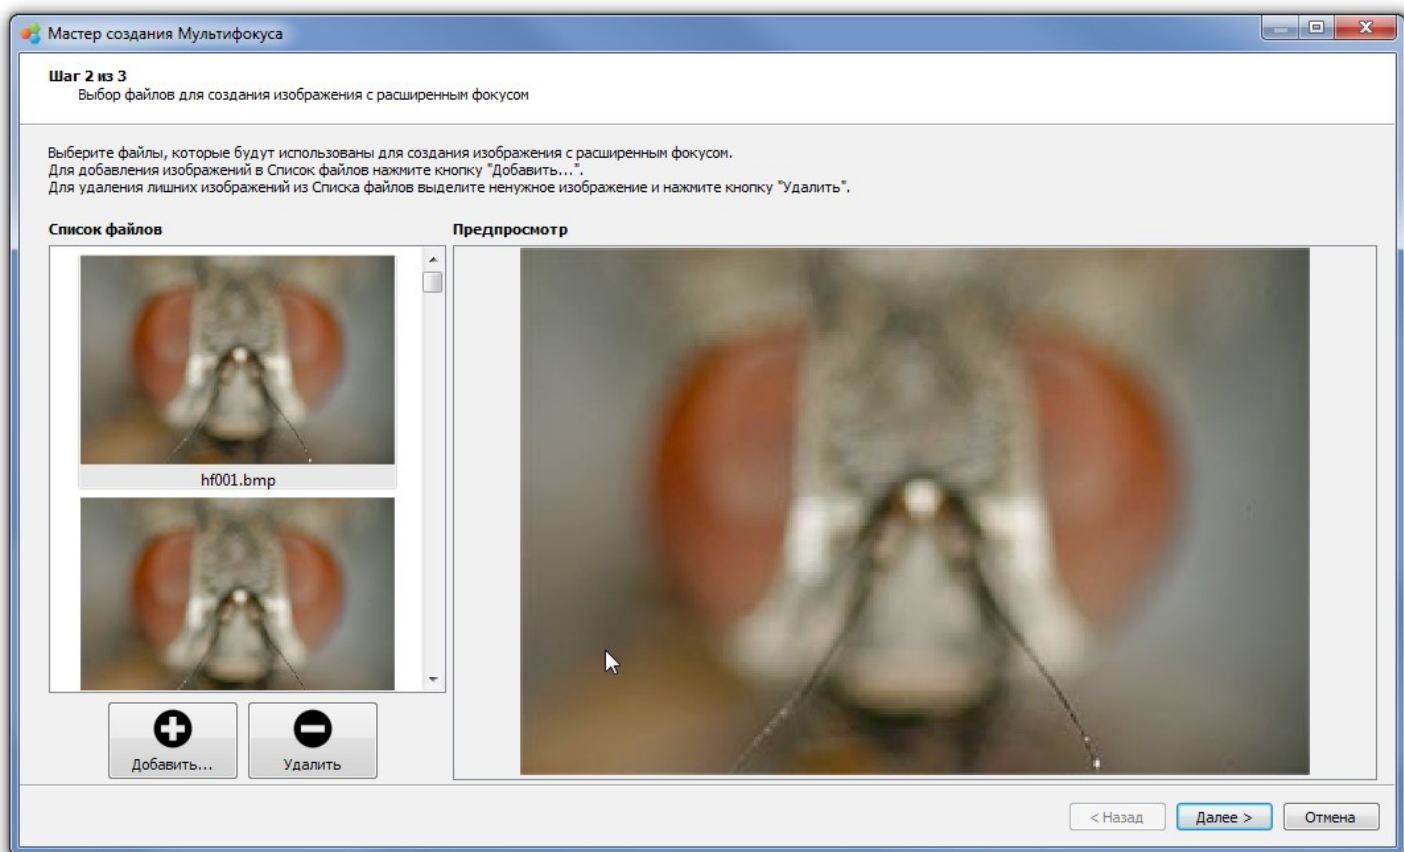 Мастер создания Мультифокуса
Шаг 2 из 3
Выбор файлов для создания изображения с расширенным фокусом
Выберите файлы, которые будут использованы для создания изображения с расширенным фокусом.
Для добавления изображений в Список файлов нажмите кнопку "Добавить...".
Для удаления лишних изображений из Списка файлов выделите ненужное изображение и нажмите кнопку "Удалить".
Список файлов
Предпросмотр
hf001.bmp
Добавить...
Удалить
< Назад
Далее >
Отмена